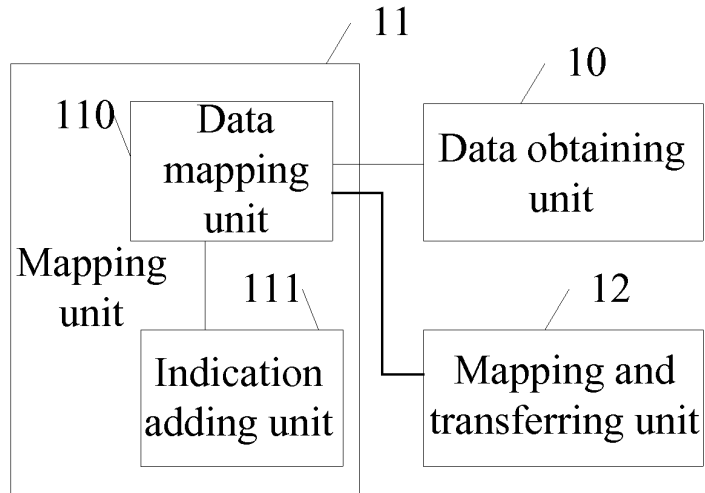 11
10
110
Data
mapping
unit
Data obtaining
unit
Mapping
unit
111
12
Indication
adding unit
Mapping and
transferring unit